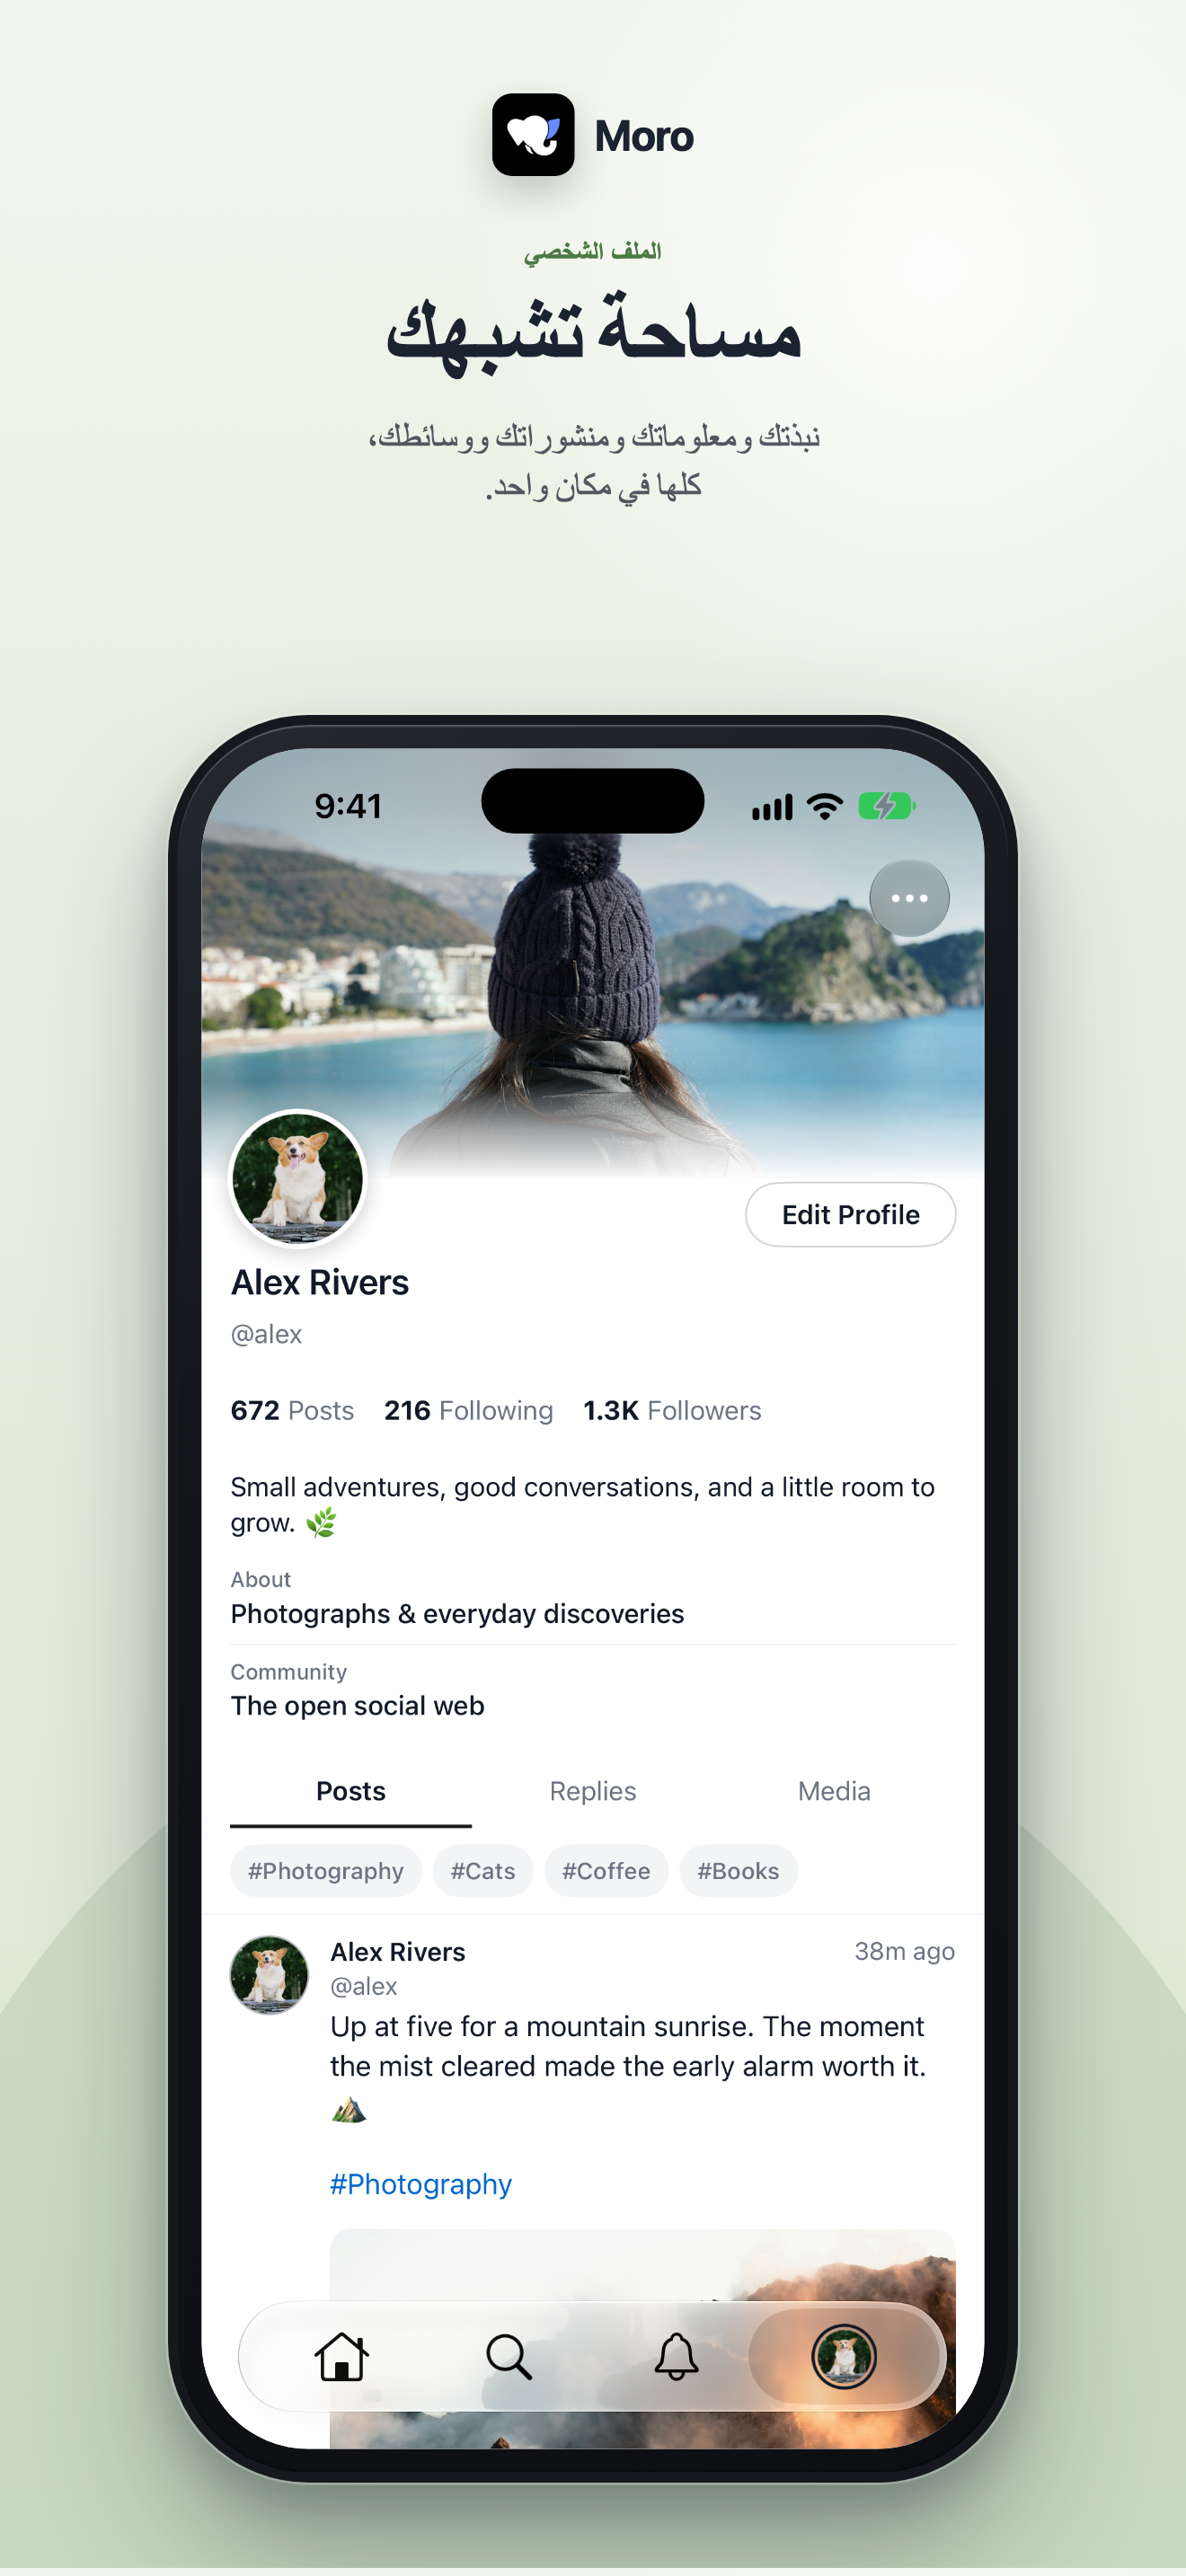 Moro
الملف الشخصي
مساحة تشبهك
نبذتك ومعلوماتك ومنشوراتك ووسائطك،
كلها في مكان واحد.
9:41
Edit Profile
Alex Rivers
@alex
672 Posts 216 Following 1.3K Followers
Small adventures, good conversations, and a little room to
grow. 🌿
About
Photographs & everyday discoveries
Community
The open social web
Posts Replies Media
#Photography #Cats #Coffee #Books
Alex Rivers 38m ago
@alex
Up at five for a mountain sunrise. The moment
the mist cleared made the early alarm worth it.
⛰️
#Photography